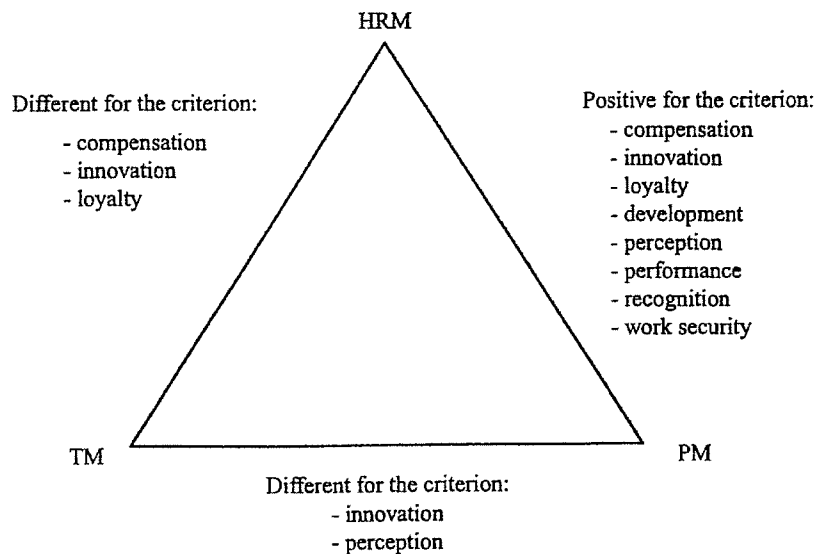 HRM
Different for the criterion:
- compensation
- innovation
- loyalty
Positive for the criterion:
- compensation
- innovation
- loyalty
- development
- perception
- performance
- recognition
- work security
TM
PM
Different for the criterion:
- innovation
- perception